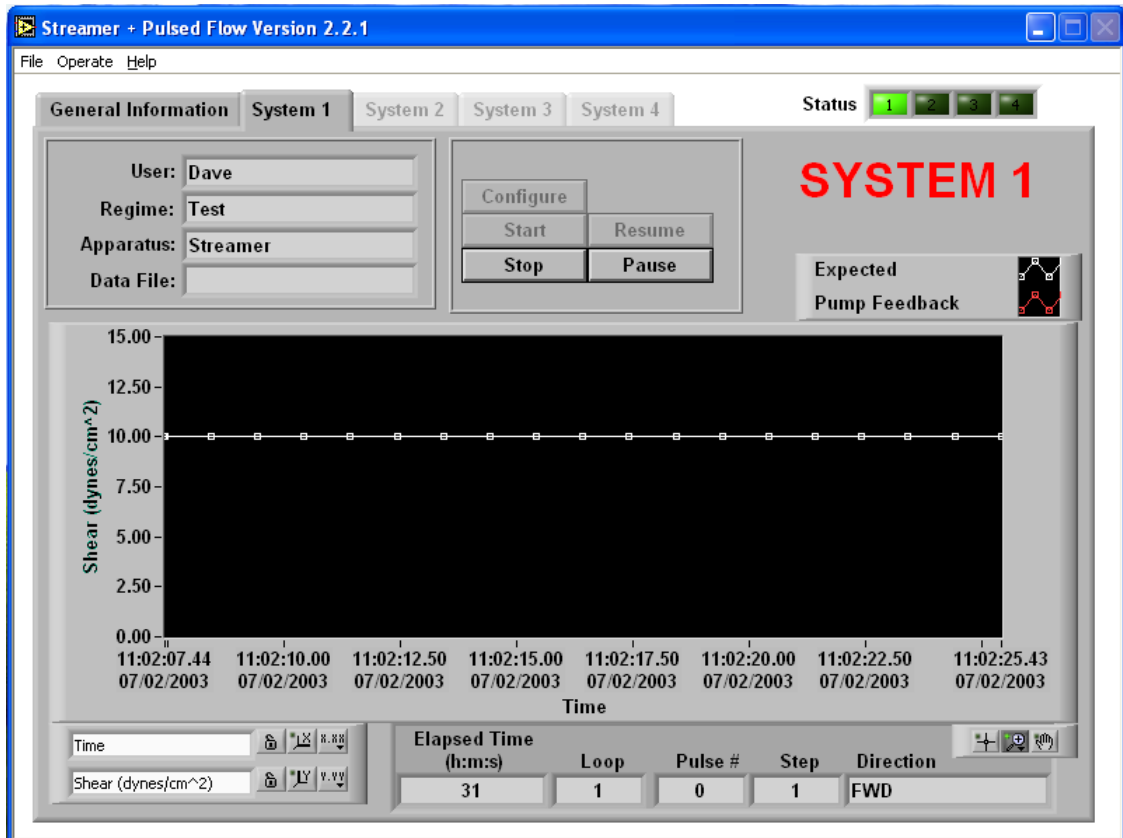 Streamer + Pulsed Flow Version 2.2.1
File Operate Help
General Information System 1 System 2 System 3 System 4 Status 1 2 3 4
User: Dave
Regime: Test
Apparatus: Streamer
Data File:
Configure
Start Resume
Stop Pause
SYSTEM 1
Expected
Pump Feedback
Shear (dynes/cm^2)
15.00
12.50
10.00
7.50
5.00
2.50
0.00
11:02:07.44 11:02:10.00 11:02:12.50 11:02:15.00 11:02:17.50 11:02:20.00 11:02:22.50 11:02:25.43
07/02/2003 07/02/2003 07/02/2003 07/02/2003 07/02/2003 07/02/2003 07/02/2003 07/02/2003
Time
Time X X.XX
Shear (dynes/cm^2) Y Y.YY
Elapsed Time
(h:m:s) Loop Pulse # Step Direction
31 1 0 1 FWD